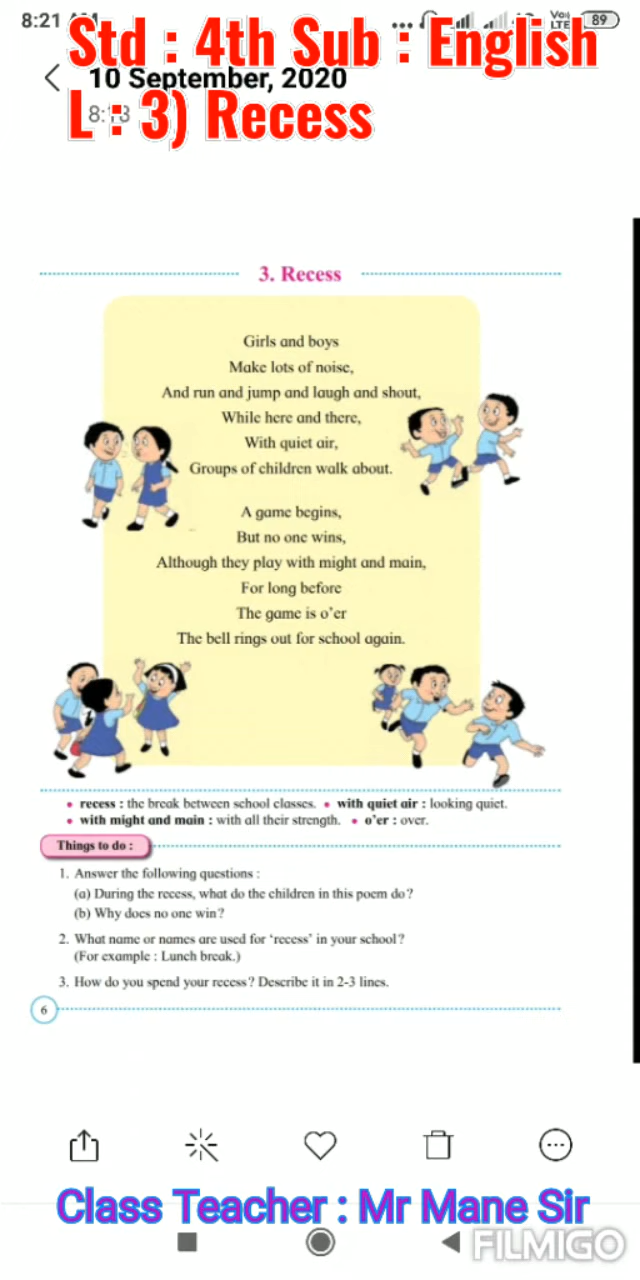 8:21
Std : 4th Sub : English
Vo)
LTE
89
10 September, 2020
L : 3) Recess
3. Recess
Girls and boys
Make lots of noise,
And run and jump and laugh and shout,
While here and there,
With quiet air,
Groups of children walk about.
A game begins,
But no one wins,
Although they play with might and main,
For long before
The game is o'er
The bell rings out for school again.
• recess : the break between school classes. • with quiet air : looking quiet.
• with might and main : with all their strength. • o'er : over.
Things to do :
1. Answer the following questions :
(a) During the recess, what do the children in this poem do?
(b) Why does no one win?
2. What name or names are used for 'recess' in your school?
(For example : Lunch break.)
3. How do you spend your recess? Describe it in 2-3 lines.
6
Class Teacher : Mr Mane Sir
FILMIGO